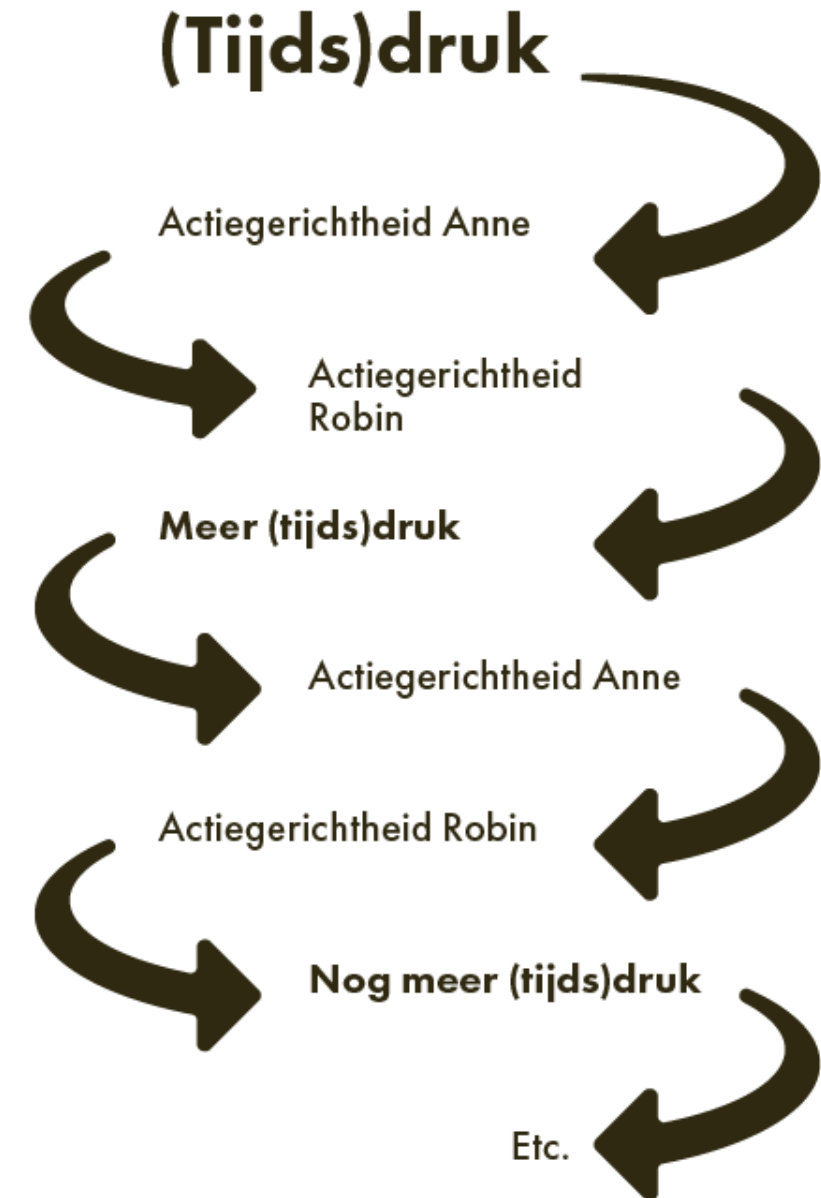 (Tijds)druk
Actiegerichtheid Anne
Actiegerichtheid
Robin
Meer (tijds)druk
Actiegerichtheid Anne
Actiegerichtheid Robin
Nog meer (tijds)druk
Etc.